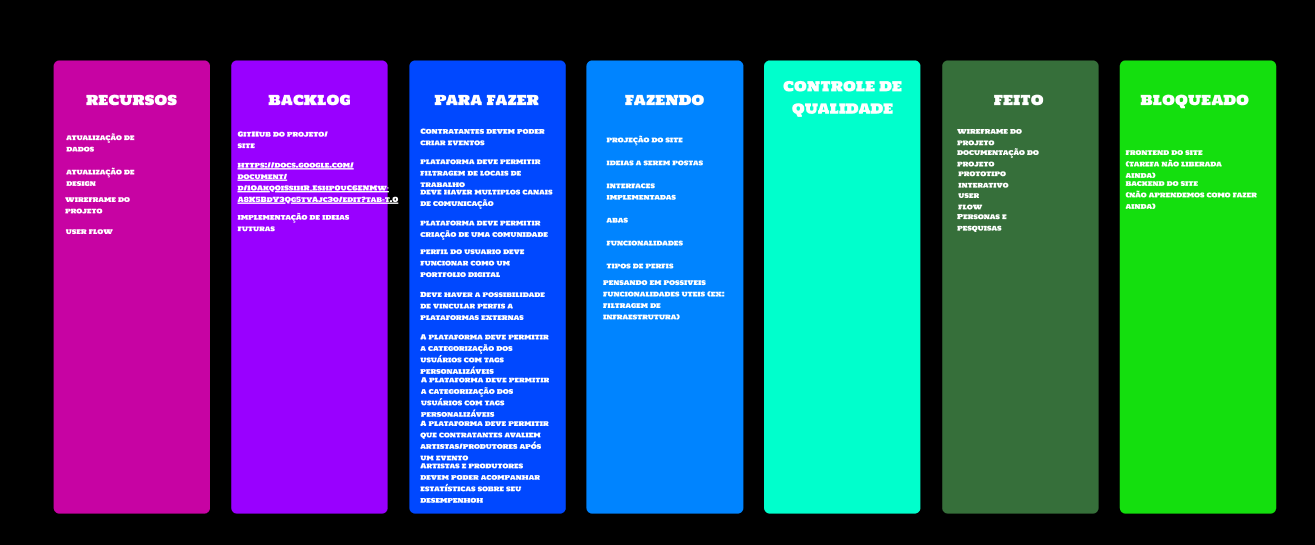 RECURSOS
ATUALIZAÇÃO DE
DADOS
ATUALIZAÇÃO DE
DESIGN
WIREFRAME DO
PROJETO
USER FLOW
BACKLOG
GITHUB DO PROJETO/
SITE
HTTPS://DOCS.GOOGLE.COM/
DOCUMENT/
IMPLEMENTAÇÃO DE IDEIAS
FUTURAS
PARA FAZER
CONTRATANTES DEVEM PODER
CRIAR EVENTOS
PLATAFORMA DEVE PERMITIR
FILTRAGEM DE LOCAIS DE
TRABALHO
DEVE HAVER MULTIPLOS CANAIS
DE COMUNICAÇÃO
PLATAFORMA DEVE PERMITIR
CRIAÇÃO DE UMA COMUNIDADE
PERFIL DO USUARIO DEVE
FUNCIONAR COMO UM
PORTFOLIO DIGITAL
DEVE HAVER A POSSIBILIDADE
DE VINCULAR PERFIS A
PLATAFORMAS EXTERNAS
A PLATAFORMA DEVE PERMITIR
A CATEGORIZAÇÃO DOS
USUÁRIOS COM TAGS
PERSONALIZÁVEIS
A PLATAFORMA DEVE PERMITIR
A CATEGORIZAÇÃO DOS
USUÁRIOS COM TAGS
PERSONALIZÁVEIS
A PLATAFORMA DEVE PERMITIR
QUE CONTRATANTES AVALIEM
ARTISTAS/PRODUTORES APÓS
UM EVENTO
ARTISTAS E PRODUTORES
DEVEM PODER ACOMPANHAR
ESTATÍSTICAS SOBRE SEU
DESEMPENHOH
FAZENDO
PROJEÇÃO DO SITE
IDEIAS A SEREM POSTAS
INTERFACES
IMPLEMENTADAS
ABAS
FUNCIONALIDADES
TIPOS DE PERFIS
PENSANDO EM POSSIVEIS
FUNCIONALIDADES UTEIS (EX:
FILTRAGEM DE
INFRAESTRUTURA)
CONTROLE DE
QUALIDADE
FEITO
WIREFRAME DO
PROJETO
DOCUMENTAÇÃO DO
PROJETO
PROTOTIPO
INTERATIVO
USER
FLOW
PERSONAS E
PESQUISAS
BLOQUEADO
FRONTEND DO SITE
(TAREFA NÃO LIBERADA
AINDA)
BACKEND DO SITE
(NÃO APRENDEMOS COMO FAZER
AINDA)